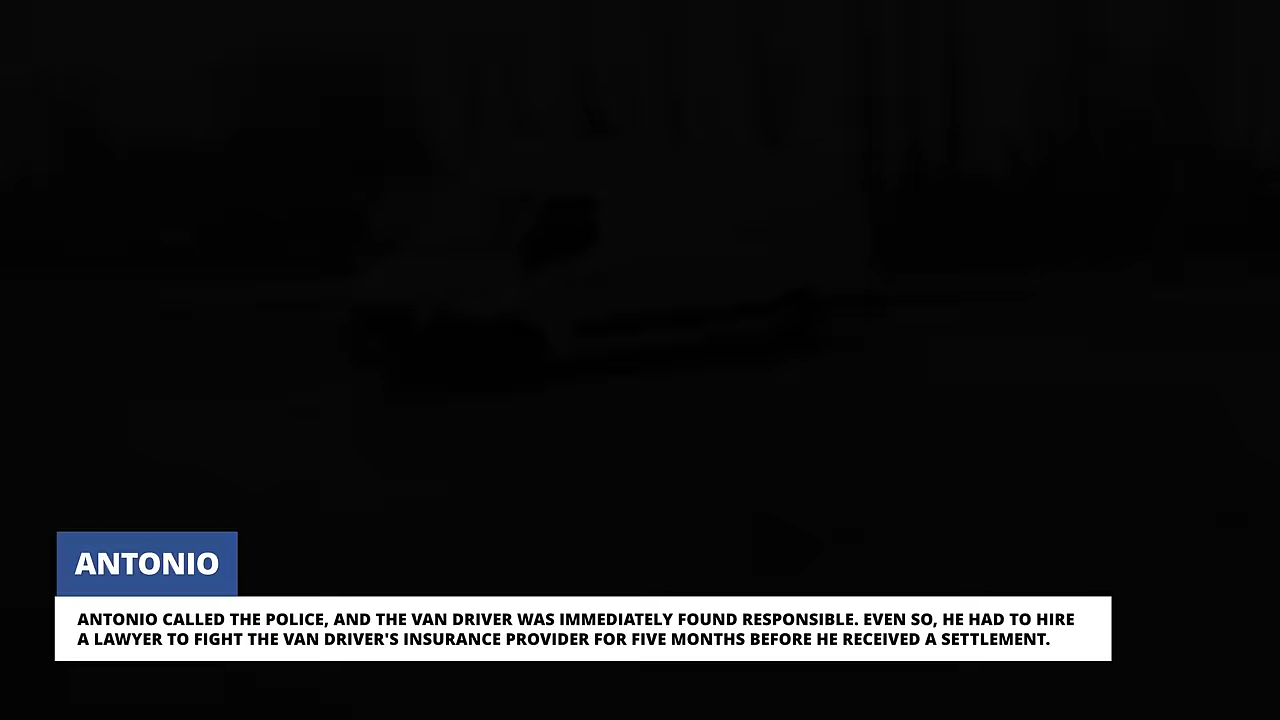 ANTONIO
ANTONIO CALLED THE POLICE, AND THE VAN DRIVER WAS IMMEDIATELY FOUND RESPONSIBLE. EVEN SO, HE HAD TO HIRE
A LAWYER TO FIGHT THE VAN DRIVER'S INSURANCE PROVIDER FOR FIVE MONTHS BEFORE HE RECEIVED A SETTLEMENT.